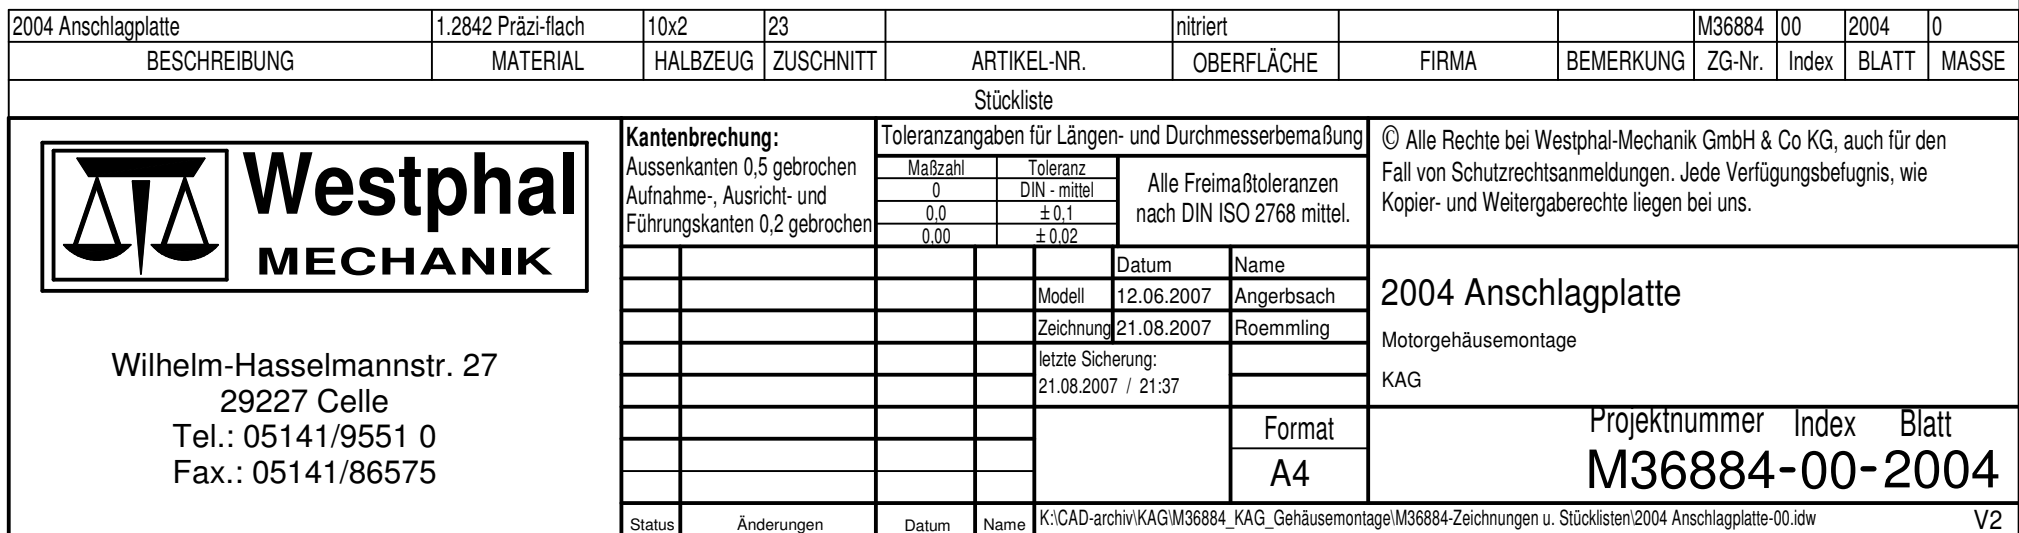 2004 Anschlagplatte 1.2842 Präzi-flach 10x2 23 nitriert M36884 00 2004 0
BESCHREIBUNG MATERIAL HALBZEUG ZUSCHNITT ARTIKEL-NR. OBERFLÄCHE FIRMA BEMERKUNG ZG-Nr. Index BLATT MASSE
Stückliste
Westphal
MECHANIK
Wilhelm-Hasselmannstr. 27
29227 Celle
Tel.: 05141/9551 0
Fax.: 05141/86575
Kantenbrechung:
Aussenkanten 0,5 gebrochen
Aufnahme-, Ausricht- und
Führungskanten 0,2 gebrochen
Toleranzangaben für Längen- und Durchmesserbemaßung
Maßzahl Toleranz
0 DIN - mittel
0,0 ± 0,1
0,00 ± 0,02
Alle Freimaßtoleranzen
nach DIN ISO 2768 mittel.
© Alle Rechte bei Westphal-Mechanik GmbH & Co KG, auch für den
Fall von Schutzrechtsanmeldungen. Jede Verfügungsbefugnis, wie
Kopier- und Weitergaberechte liegen bei uns.
Datum Name
Modell 12.06.2007 Angerbsach
Zeichnung 21.08.2007 Roemmling
letzte Sicherung:
21.08.2007 / 21:37
Format
A4
2004 Anschlagplatte
Motorgehäusemontage
KAG
Projektnummer Index Blatt
M36884-00-2004
Status Änderungen Datum Name
K:\CAD-archiv\KAG\M36884_KAG_Gehäusemontage\M36884-Zeichnungen u. Stücklisten\2004 Anschlagplatte-00.idw
V2